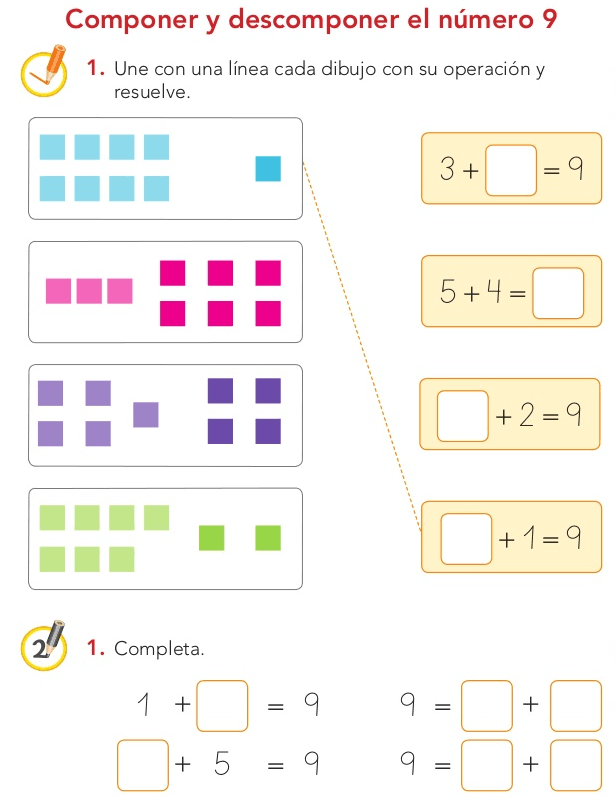 Componer y descomponer el número 9
1. Une con una línea cada dibujo con su operación y
resuelve.
3 + = 9
5 + 4 =
+ 2 = 9
+ 1 = 9
2
1. Completa.
1 + = 9 9 = +
+ 5 = 9 9 = +